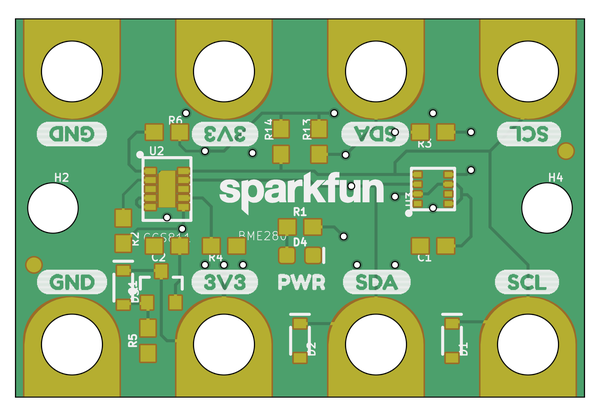 GND 3V3 SDA SCL
R6 R14 R13 R3
U2
H2 sparkfun U3 H4
R2 CCS811 BME280 R1
C2 R4 D4 C1
GND 3V3 PWR SDA SCL
R5 D2 D1